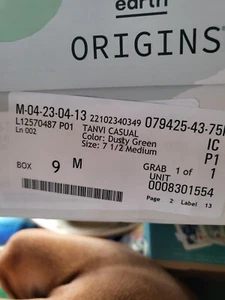 earth
ORIGINS
M-04-23-04-13 22102340349 079425-43-75
L12570487 P01 TANVI CASUAL IC
Ln 002 Color: Dusty Green P1
Size: 7 1/2 Medium
BOX 9 M GRAB 1 of 1
UNIT
0008301554
Page 2 Label 13